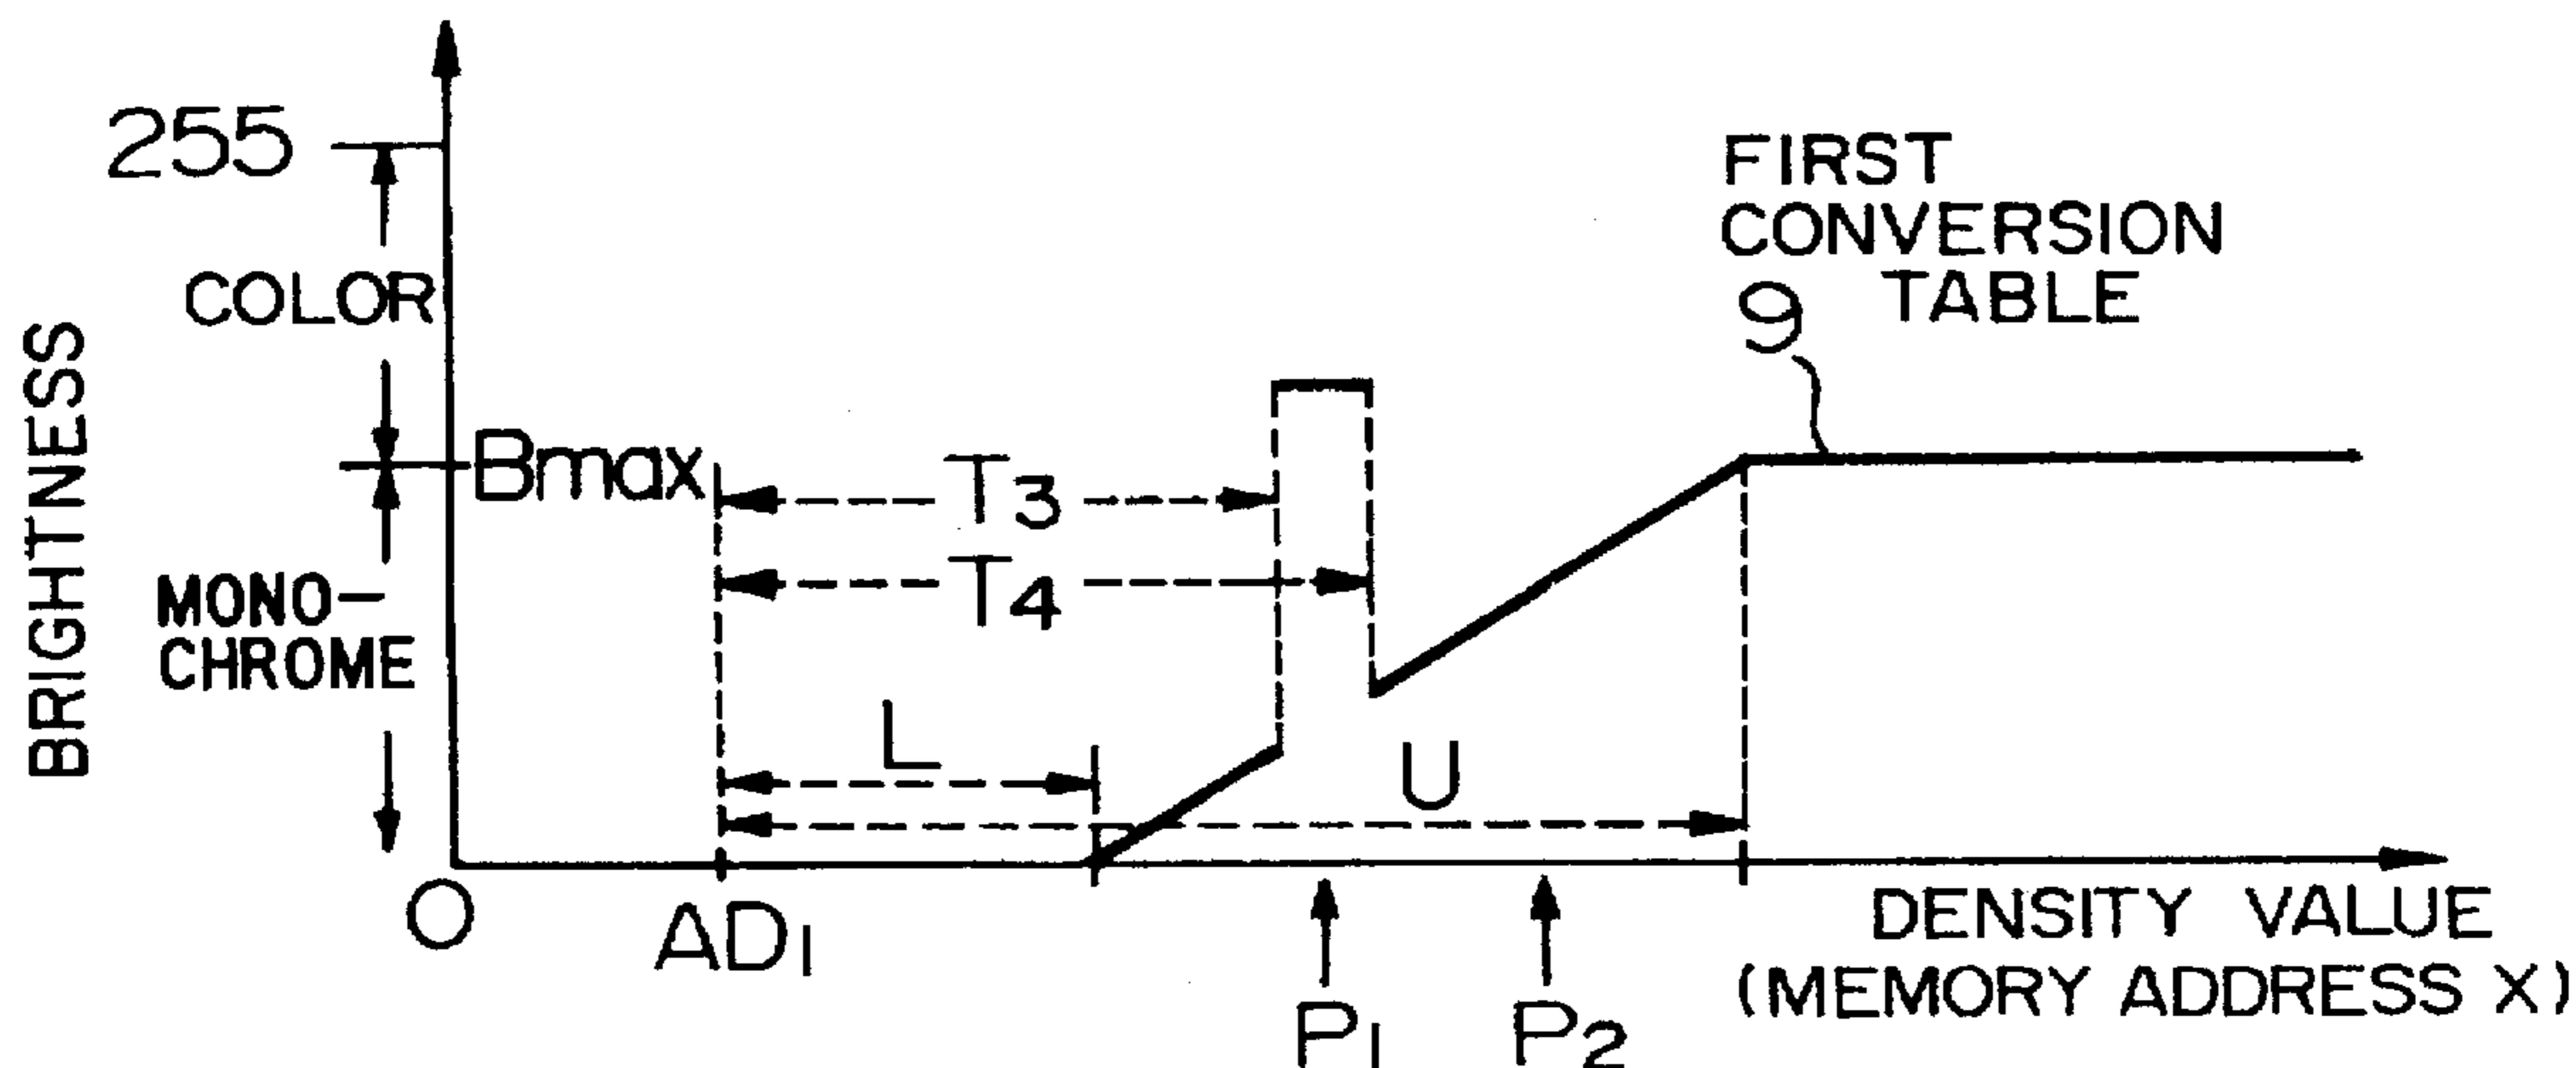 255
COLOR
BRIGHTNESS
Bmax
MONO-
CHROME
T3
T4
L
U
FIRST
CONVERSION
TABLE
9
O
AD1
P1
P2
DENSITY VALUE
(MEMORY ADDRESS X)